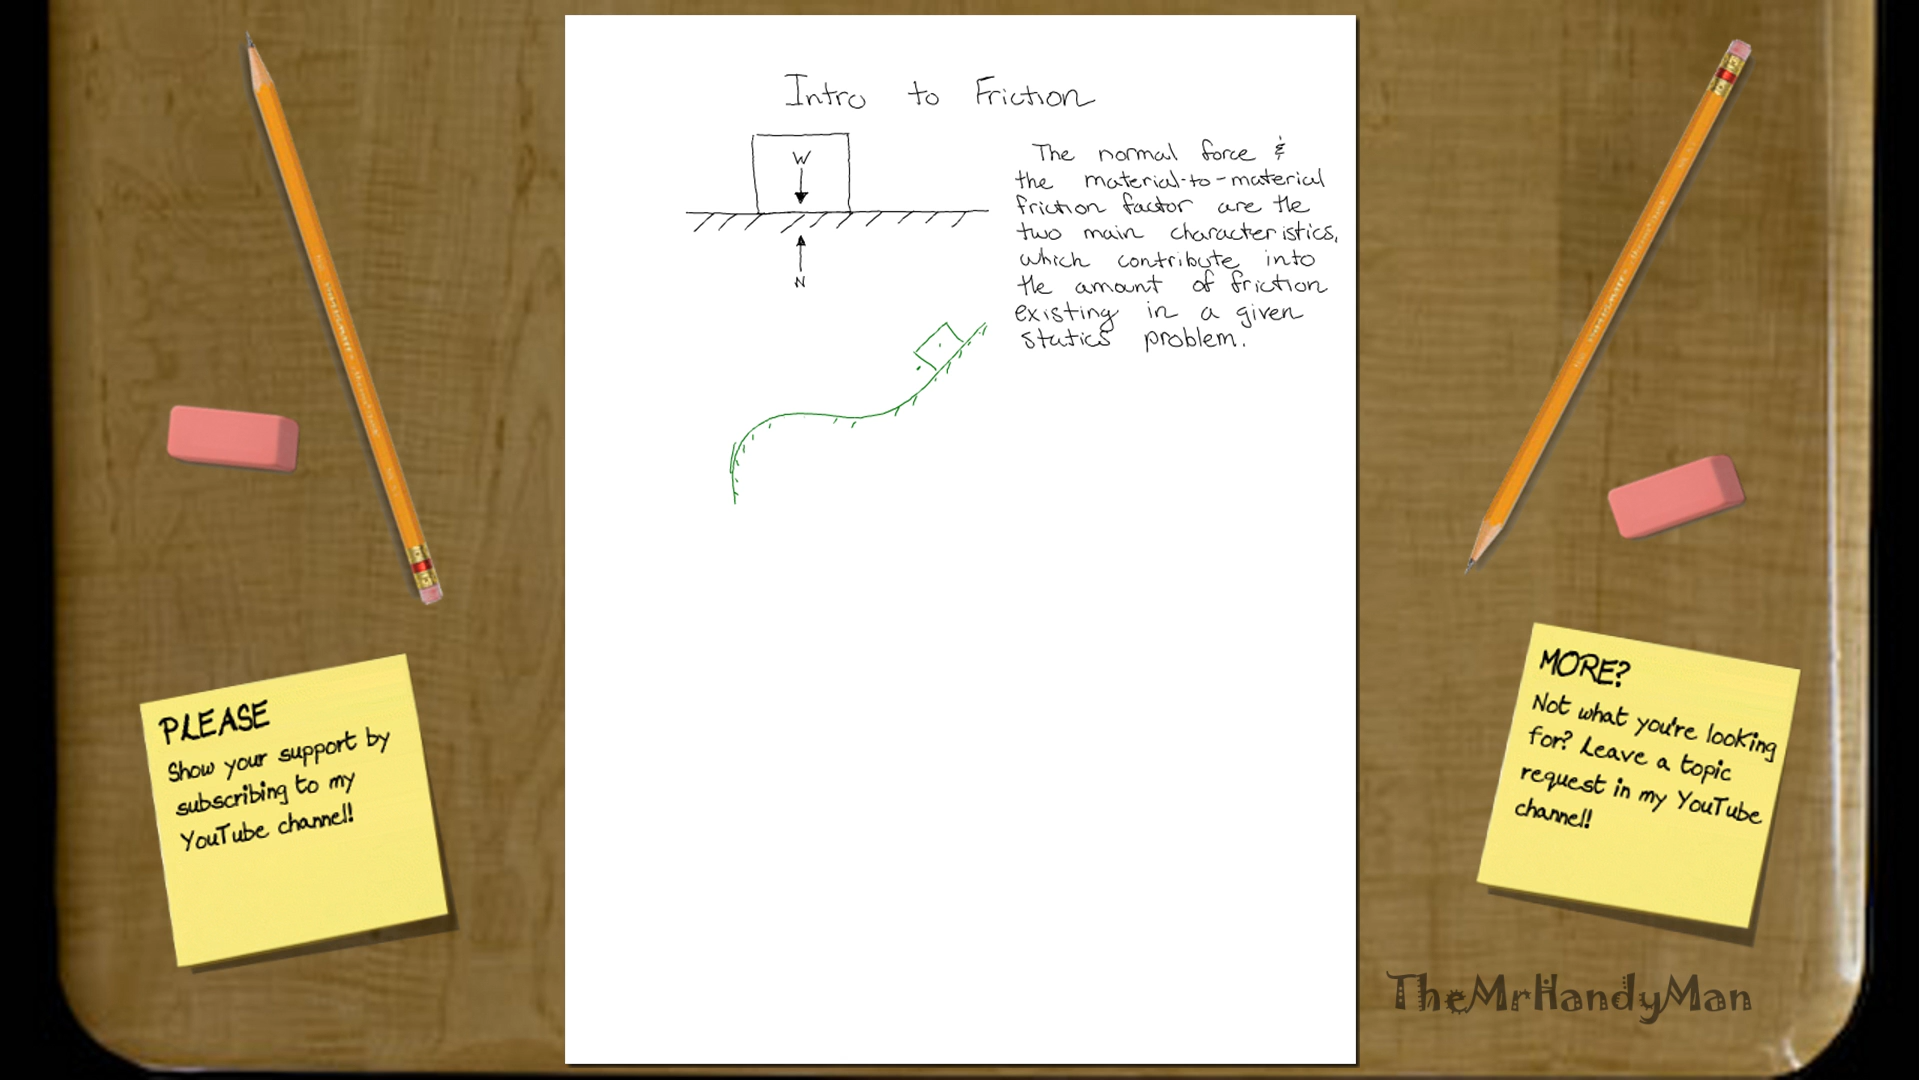 Intro to Friction
W
N
The normal force &
the material-to-material
friction factor are the
two main characteristics,
which contribute into
the amount of friction
existing in a given
statics problem.
PLEASE
Show your support by
subscribing to my
YouTube channel!
MORE?
Not what you're looking
for? Leave a topic
request in my YouTube
channel!
TheMrHandyMan